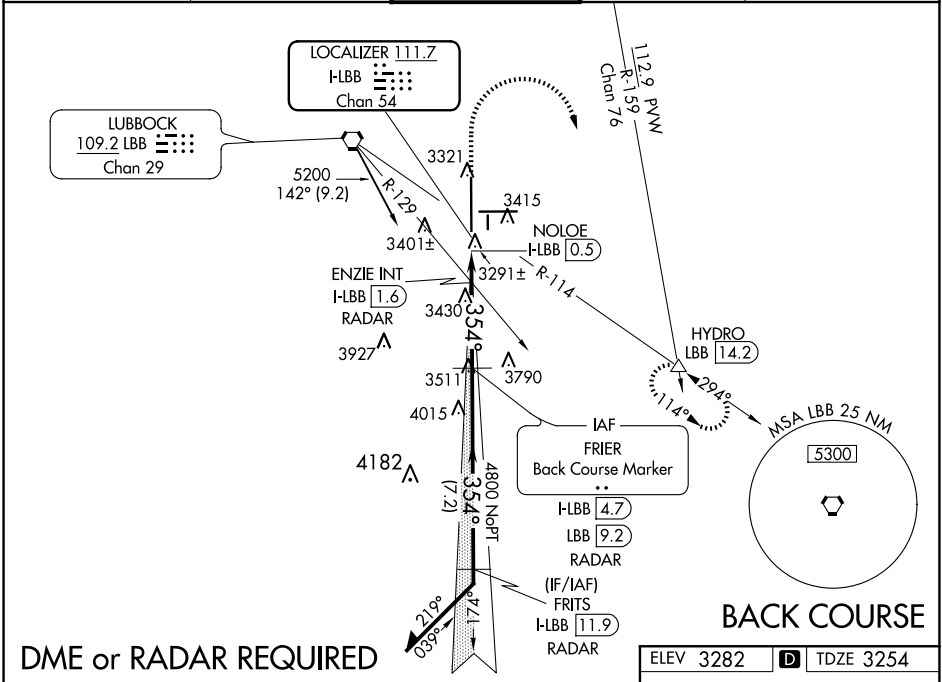 LOCALIZER 111.7
I-LBB
Chan 54
LUBBOCK
109.2 LBB
Chan 29
112.9 PVW
R-159
Chan 76
5200
142° (9.2)
R-129
3321
3415
3401±
NOLOE
I-LBB 0.5
3291±
R-114
ENZIE INT
I-LBB 1.6
RADAR
3430
354°
3927
3511
3790
4015
HYDRO
LBB 14.2
294°
114°
IAF
FRIER
Back Course Marker
I-LBB 4.7
LBB 9.2
RADAR
MSA LBB 25 NM
5300
4182
4800 NoPT
354°
(7.2)
(IF/IAF)
FRITS
I-LBB 11.9
RADAR
219°
039°
174°
BACK COURSE
DME or RADAR REQUIRED
ELEV 3282 D TDZE 3254